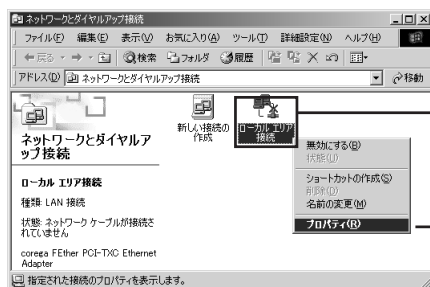 ネットワークとダイヤルアップ接続
ファイル(F) 編集(E) 表示(V) お気に入り(A) ツール(T) 詳細設定(N) ヘルプ(H)
戻る 検索 フォルダ 履歴
アドレス(D) ネットワークとダイヤルアップ接続 移動
ネットワークとダイヤルア
ップ接続
新しい接続の
作成
ローカル エリア
接続
無効にする(B)
状態(U)
ショートカットの作成(S)
削除(D)
名前の変更(M)
プロパティ(R)
ローカル エリア接続
種類: LAN 接続
状態: ネットワーク ケーブルが接続さ
れていません
corega FEther PCI-TXC Ethernet
Adapter
指定された接続のプロパティを表示します。